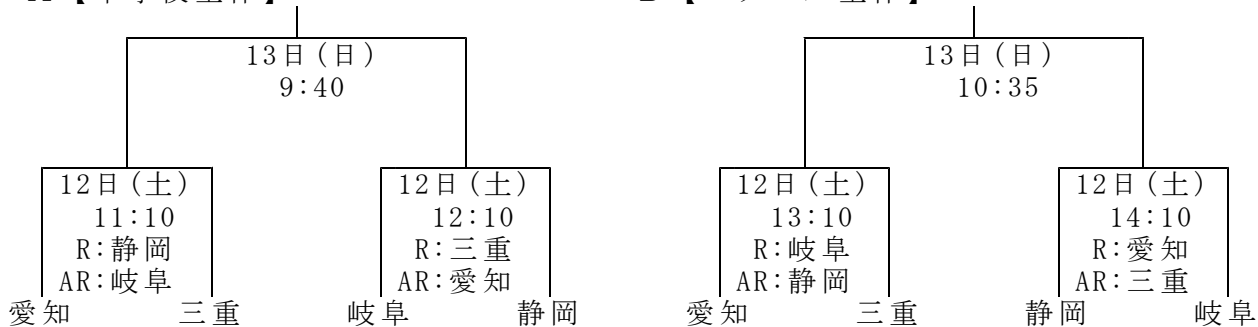 13日(日)
9:40
12日(土)
11:10
R:静岡
AR:岐阜
12日(土)
12:10
R:三重
AR:愛知
愛知 三重 岐阜 静岡
13日(日)
10:35
12日(土)
13:10
R:岐阜
AR:静岡
12日(土)
14:10
R:愛知
AR:三重
愛知 三重 静岡 岐阜